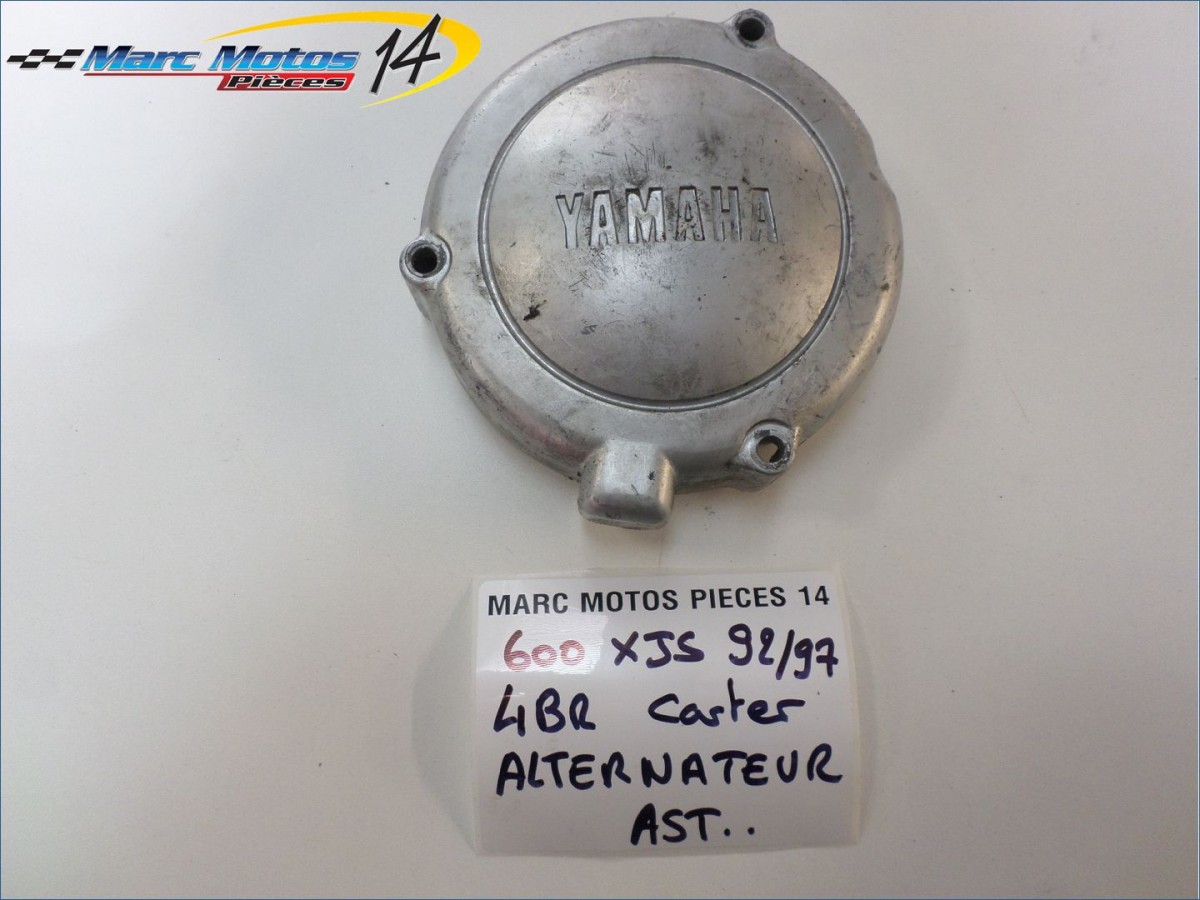 Marc Motos 14
Pièces
YAMAHA
MARC MOTOS PIECES 14
600 XJS 92/97
4BR Carter
ALTERNATEUR
AST..